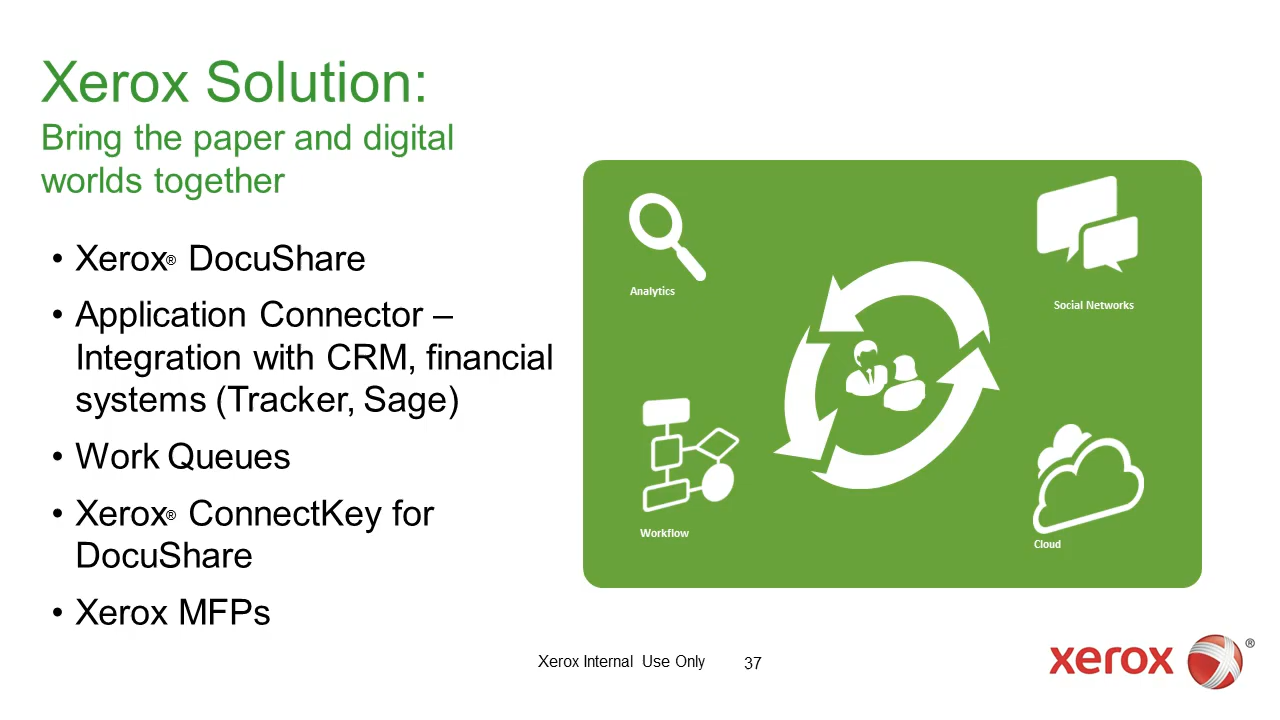 Xerox Solution:
Bring the paper and digital
worlds together
• Xerox® DocuShare
• Application Connector –
Integration with CRM, financial
systems (Tracker, Sage)
• Work Queues
• Xerox® ConnectKey for
DocuShare
• Xerox MFPs
Analytics
Social Networks
Workflow
Cloud
Xerox Internal Use Only
37
xerox ®